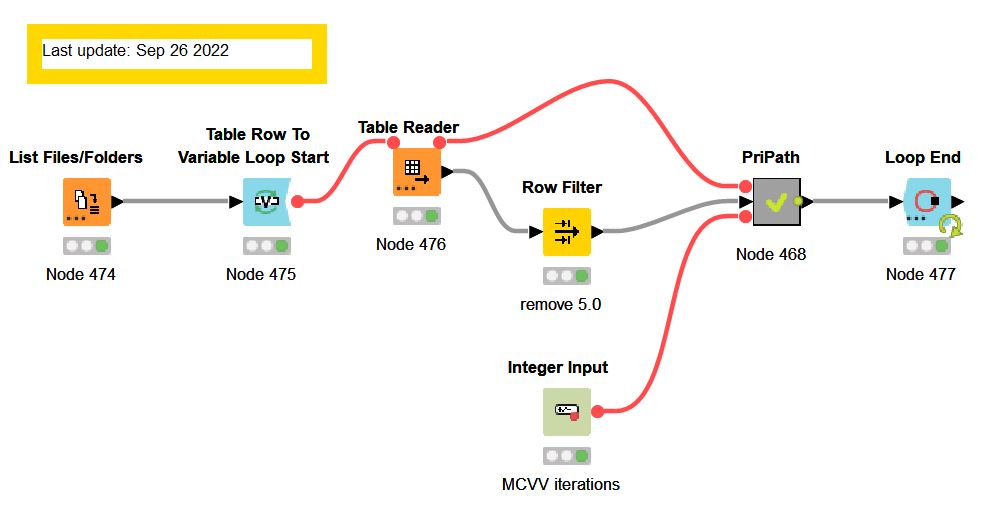 Last update: Sep 26 2022
List Files/Folders
Node 474
Table Row To
Variable Loop Start
Node 475
Table Reader
Node 476
Row Filter
remove 5.0
Integer Input
MCVV iterations
PriPath
Node 468
Loop End
Node 477